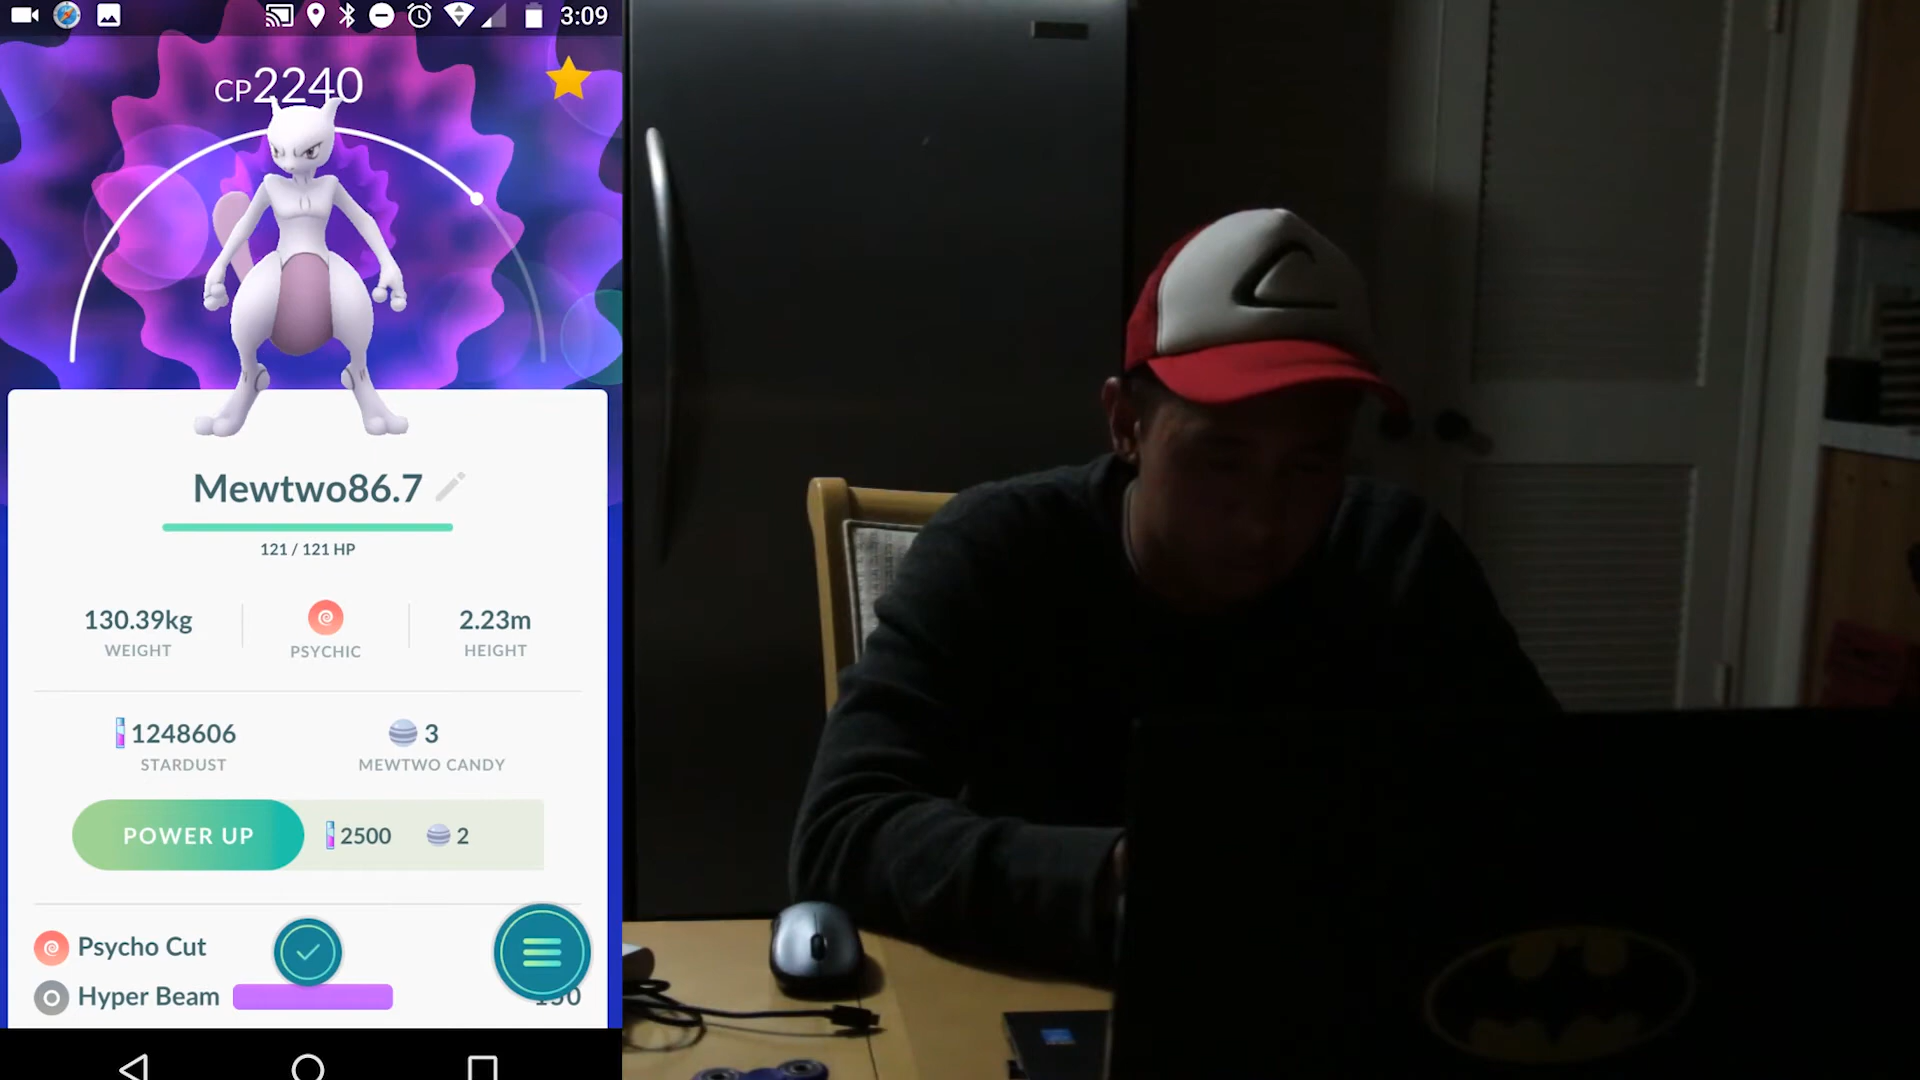 3:09
CP2240
Mewtwo86.7
121 / 121 HP
130.39kg
WEIGHT
PSYCHIC
2.23m
HEIGHT
1248606
STARDUST
3
MEWTWO CANDY
POWER UP
2500
2
Psycho Cut
Hyper Beam
150